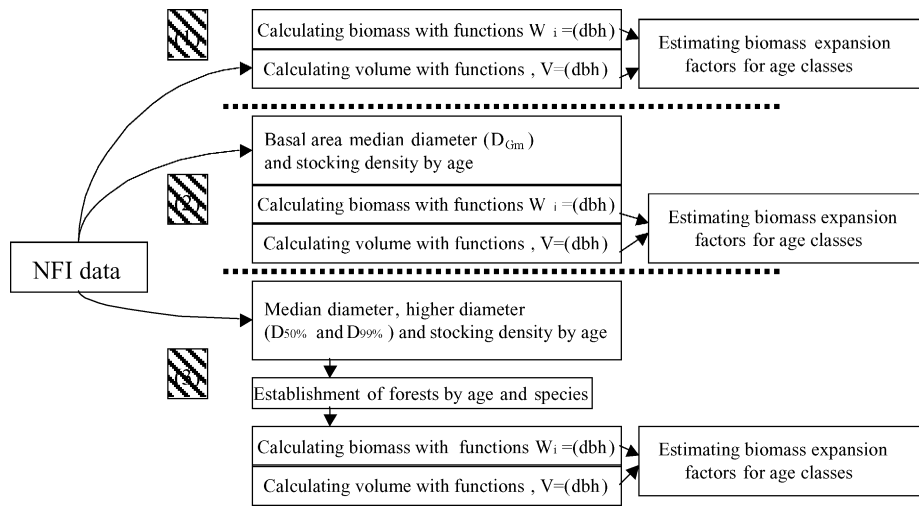 (1)
Calculating biomass with functions W i =(dbh)
Calculating volume with functions , V=(dbh)
Estimating biomass expansion
factors for age classes
Basal area median diameter (DGm)
and stocking density by age
(2)
Calculating biomass with functions W i =(dbh)
Calculating volume with functions , V=(dbh)
Estimating biomass expansion
factors for age classes
NFI data
Median diameter, higher diameter
(D50% and D99%) and stocking density by age
(3)
Establishment of forests by age and species
Calculating biomass with functions Wi =(dbh)
Calculating volume with functions , V=(dbh)
Estimating biomass expansion
factors for age classes